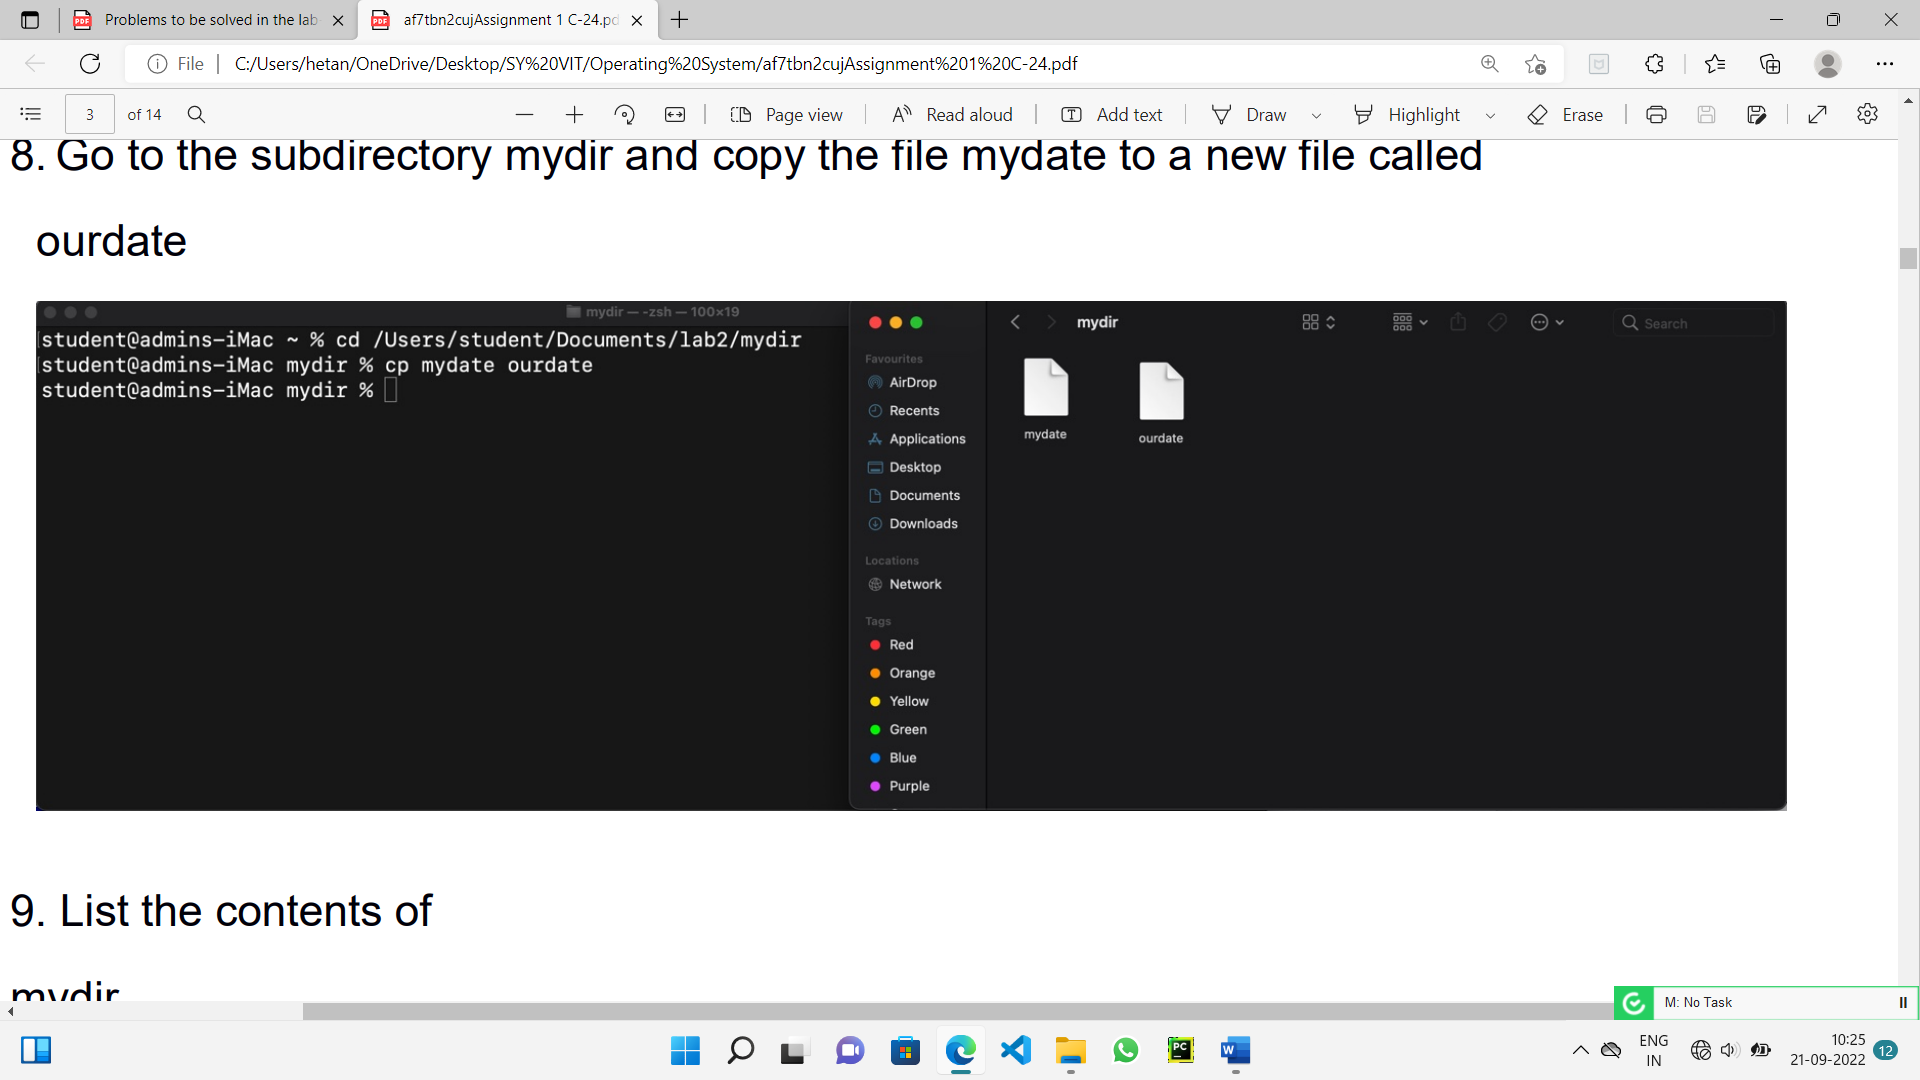 Problems to be solved in the lab
af7tbn2cujAssignment 1 C-24.pd
File
C:/Users/hetan/OneDrive/Desktop/SY%20VIT/Operating%20System/af7tbn2cujAssignment%201%20C-24.pdf
3 of 14
Page view
Read aloud
Add text
Draw
Highlight
Erase
8. Go to the subdirectory mydir and copy the file mydate to a new file called
ourdate
mydir — -zsh — 100×19
student@admins-iMac ~ % cd /Users/student/Documents/lab2/mydir
student@admins-iMac mydir % cp mydate ourdate
student@admins-iMac mydir %
mydir
Search
Favourites
AirDrop
Recents
Applications
Desktop
Documents
Downloads
Locations
Network
Tags
Red
Orange
Yellow
Green
Blue
Purple
mydate
ourdate
9. List the contents of
mydir
M: No Task
ENG
IN
10:25
21-09-2022
12